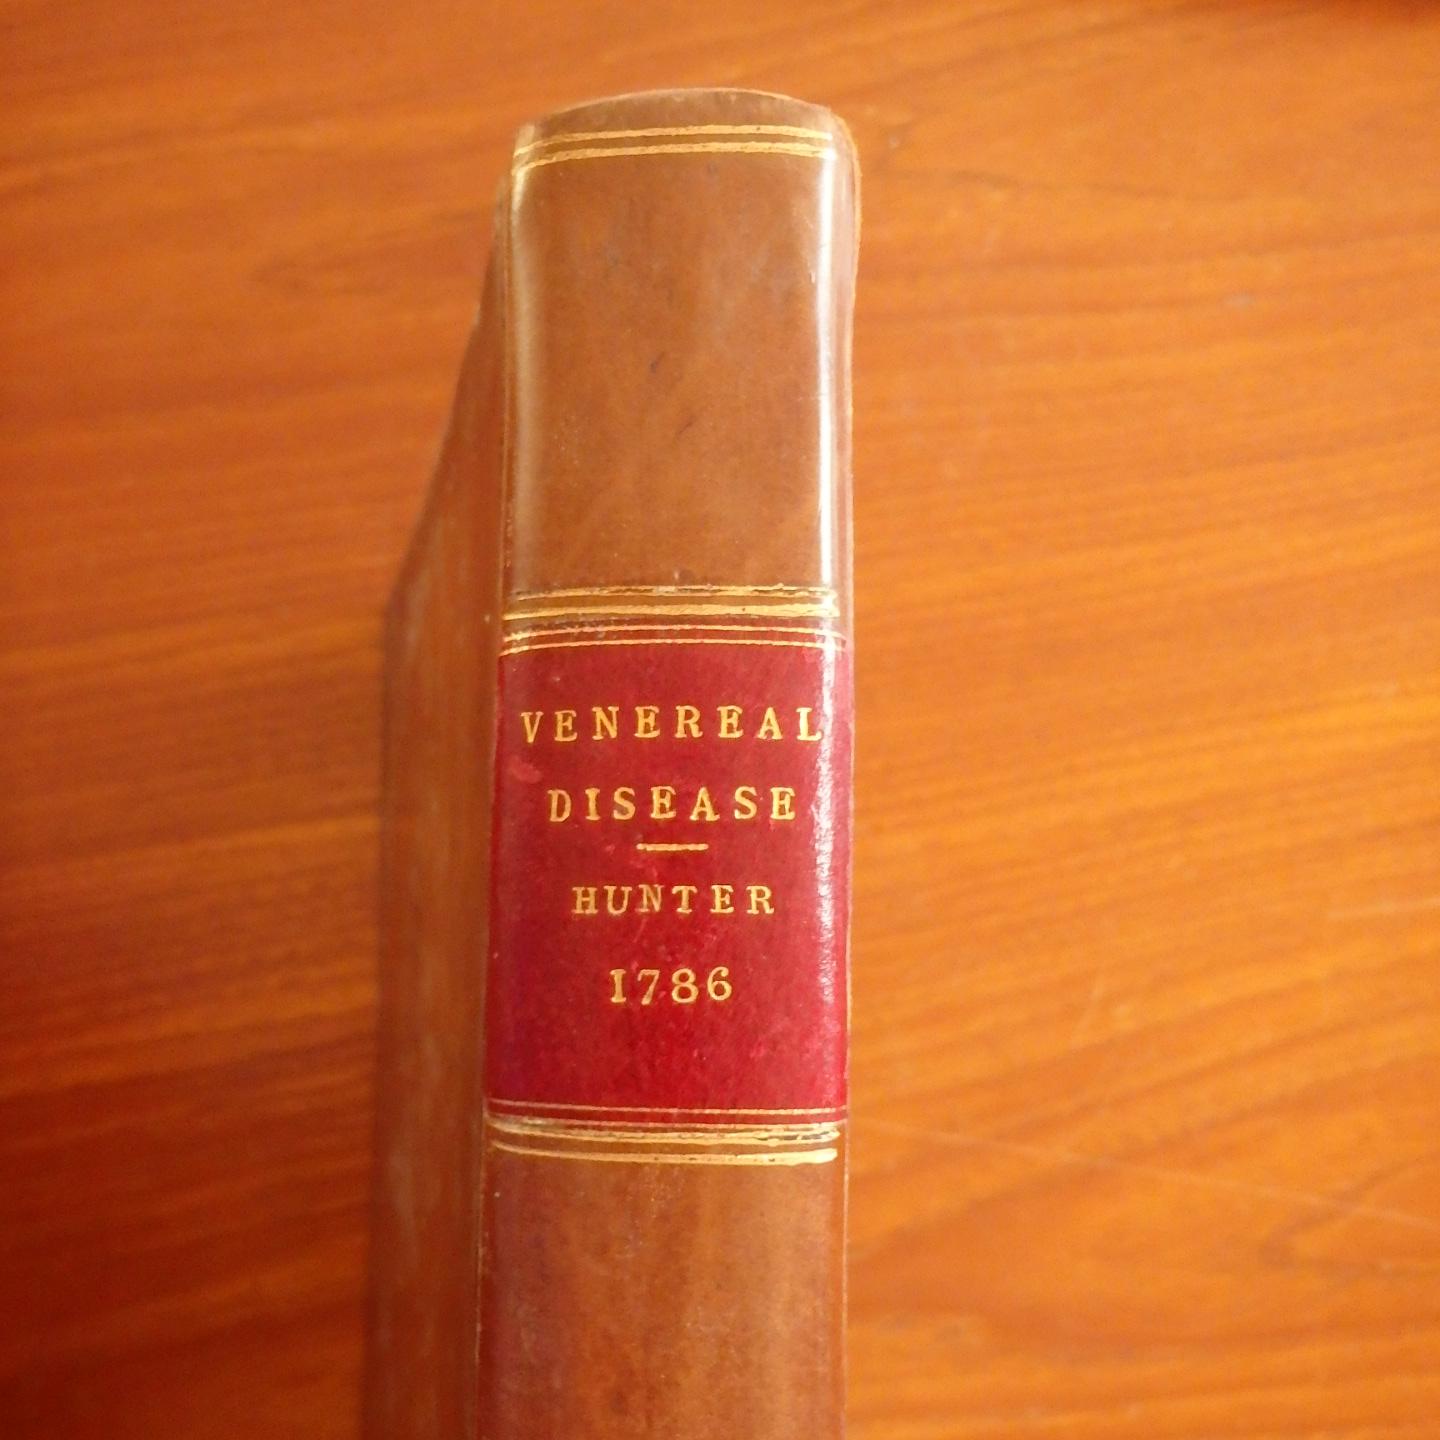 VENEREAL
DISEASE
HUNTER
1786